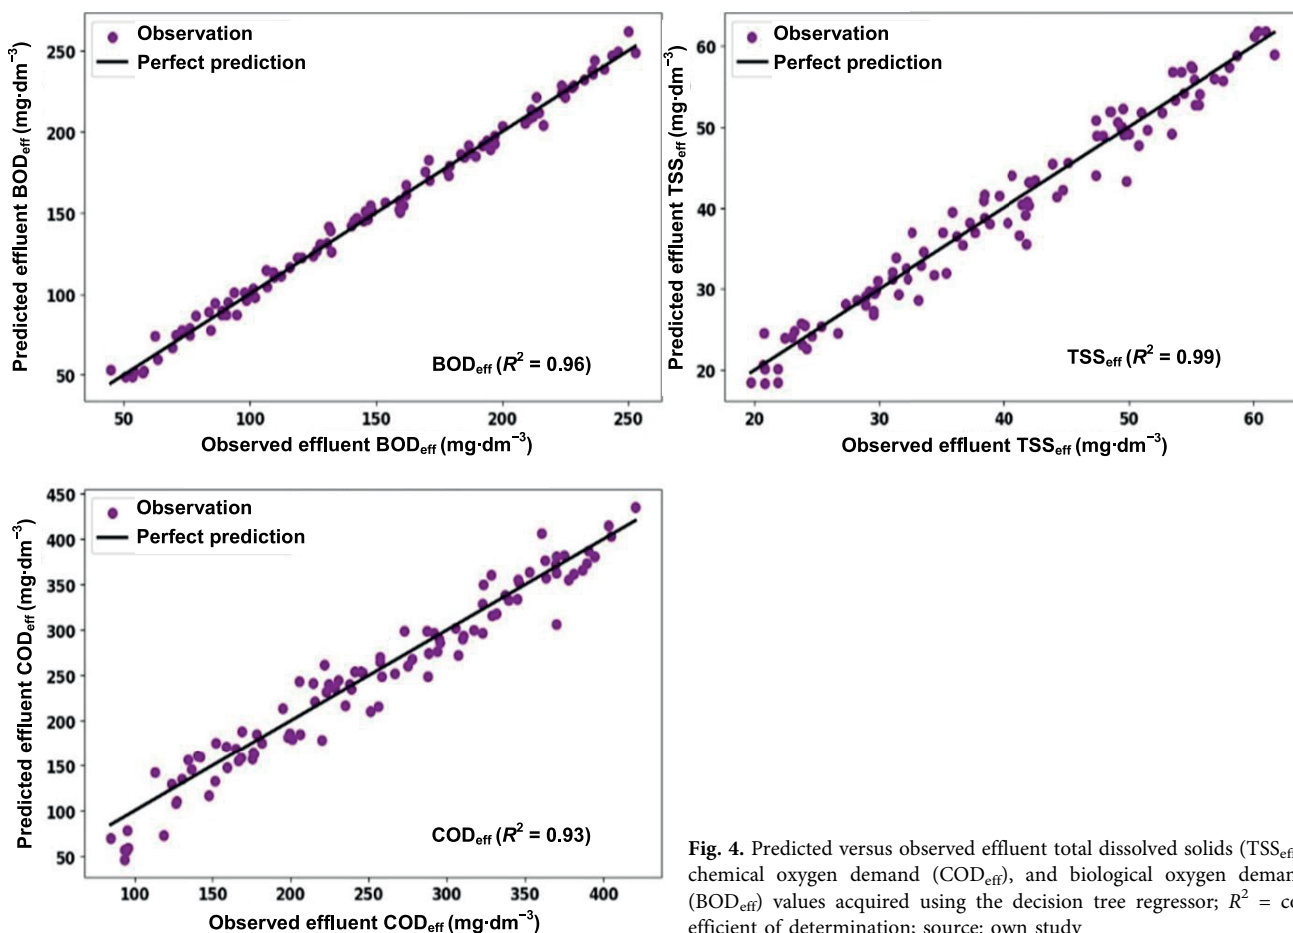 Observation
Perfect prediction
Predicted effluent BODeff (mg·dm−3)
250
200
150
100
50
BODeff (R2 = 0.96)
50 100 150 200 250
Observed effluent BODeff (mg·dm−3)
Observation
Perfect prediction
Predicted effluent TSSeff (mg·dm−3)
60
50
40
30
20
TSSeff (R2 = 0.99)
20 30 40 50 60
Observed effluent TSSeff (mg·dm−3)
Observation
Perfect prediction
Predicted effluent CODeff (mg·dm−3)
450
400
350
300
250
200
150
100
50
CODeff (R2 = 0.93)
100 150 200 250 300 350 400
Observed effluent CODeff (mg·dm−3)
Fig. 4. Predicted versus observed effluent total dissolved solids (TSSeff
chemical oxygen demand (CODeff), and biological oxygen deman
(BODeff) values acquired using the decision tree regressor; R2 = co
efficient of determination; source: own study